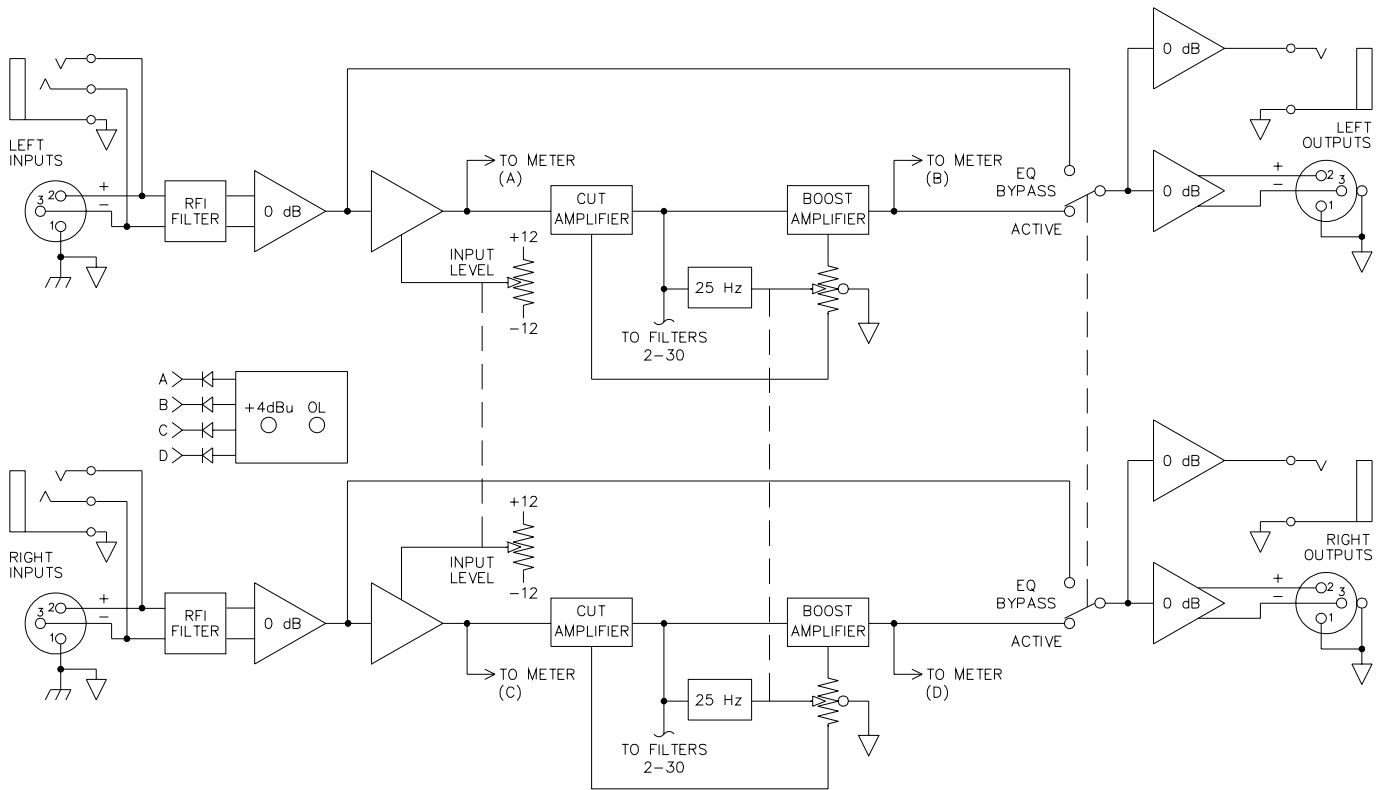 0 dB
LEFT
INPUTS
LEFT
OUTPUTS
+
−
3
2
1
RFI
FILTER
0 dB
TO METER
(A)
CUT
AMPLIFIER
BOOST
AMPLIFIER
TO METER
(B)
EQ
BYPASS
ACTIVE
0 dB
+
−
2
3
1
INPUT
LEVEL
+12
−12
25 Hz
TO FILTERS
2−30
A
B
C
D
+4dBu OL
0 dB
RIGHT
INPUTS
RIGHT
OUTPUTS
+12
−12
INPUT
LEVEL
+
−
3
2
1
RFI
FILTER
0 dB
CUT
AMPLIFIER
BOOST
AMPLIFIER
EQ
BYPASS
ACTIVE
0 dB
+
−
2
3
1
TO METER
(C)
25 Hz
TO METER
(D)
TO FILTERS
2−30